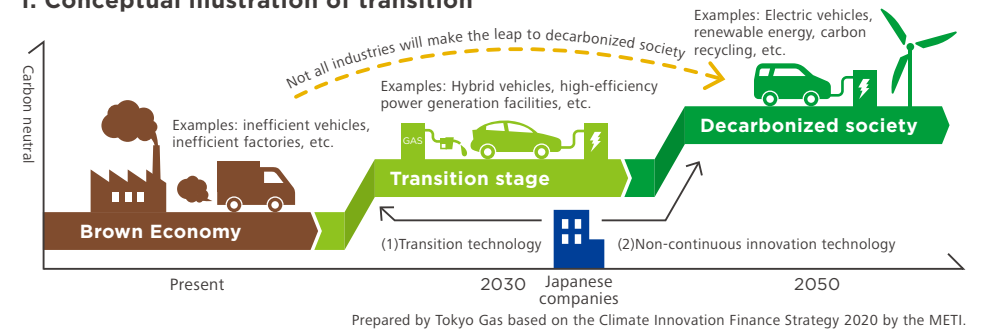 1. Conceptual illustration of transition
Carbon neutral
Not all industries will make the leap to decarbonized society
Examples: Electric vehicles,
renewable energy, carbon
recycling, etc.
Examples: Hybrid vehicles, high-efficiency
power generation facilities, etc.
Examples: inefficient vehicles,
inefficient factories, etc.
GAS
Decarbonized society
Transition stage
Brown Economy
(1)Transition technology
(2)Non-continuous innovation technology
Present
2030
Japanese
companies
2050
Prepared by Tokyo Gas based on the Climate Innovation Finance Strategy 2020 by the METI.